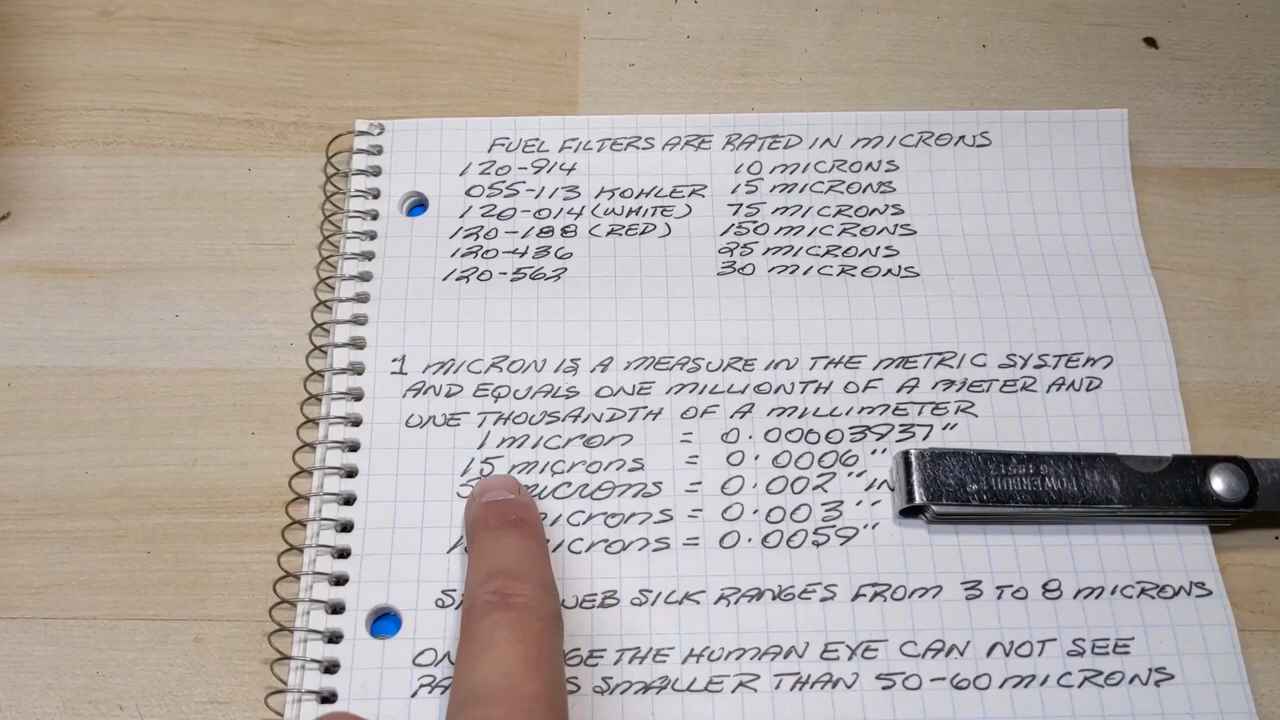 FUEL FILTERS ARE RATED IN MICRONS
120-914 10 MICRONS
055-113 KOHLER 15 MICRONS
120-014 (WHITE) 75 MICRONS
120-188 (RED) 150 MICRONS
120-436 25 MICRONS
120-562 30 MICRONS
1 MICRON IS A MEASURE IN THE METRIC SYSTEM
AND EQUALS ONE MILLIONTH OF A METER AND
ONE THOUSANDTH OF A MILLIMETER
1 micron = 0.00003937"
15 microns = 0.0006"
MICRONS = 0.002" IN
microns = 0.003"
microns = 0.0059"
WEB SILK RANGES FROM 3 TO 8 MICRONS
THE HUMAN EYE CAN NOT SEE
SMALLER THAN 50-60 MICRONS
POWERBUILT